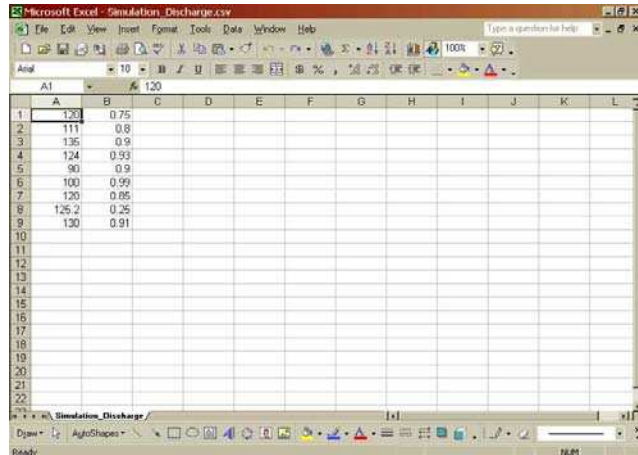 Microsoft Excel - Simulation_Discharge.csv
File Edit View Insert Format Tools Data Window Help Type a question for help
100%
Arial 10 B I U $ % ,
A1 fx 120
A B C D E F G H I J K L
1 120 0.75
2 111 0.8
3 135 0.9
4 124 0.93
5 90 0.9
6 100 0.99
7 120 0.85
8 125.2 0.25
9 130 0.91
10
11
12
13
14
15
16
17
18
19
20
21
22
Simulation_Discharge
Draw AutoShapes
Ready NUM